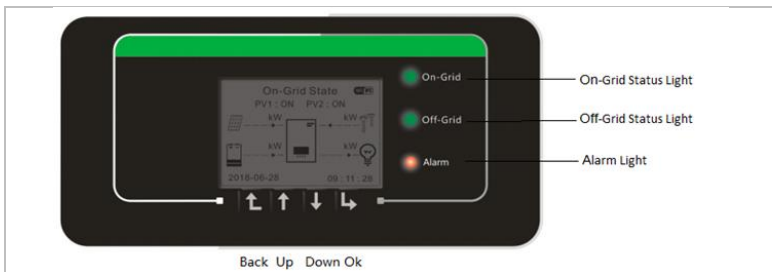 On-Grid State
PV1 : ON PV2 : ON
kW kW
kW kW
2018-06-28 09 : 11 : 28
On-Grid
Off-Grid
Alarm
On-Grid Status Light
Off-Grid Status Light
Alarm Light
Back Up Down Ok